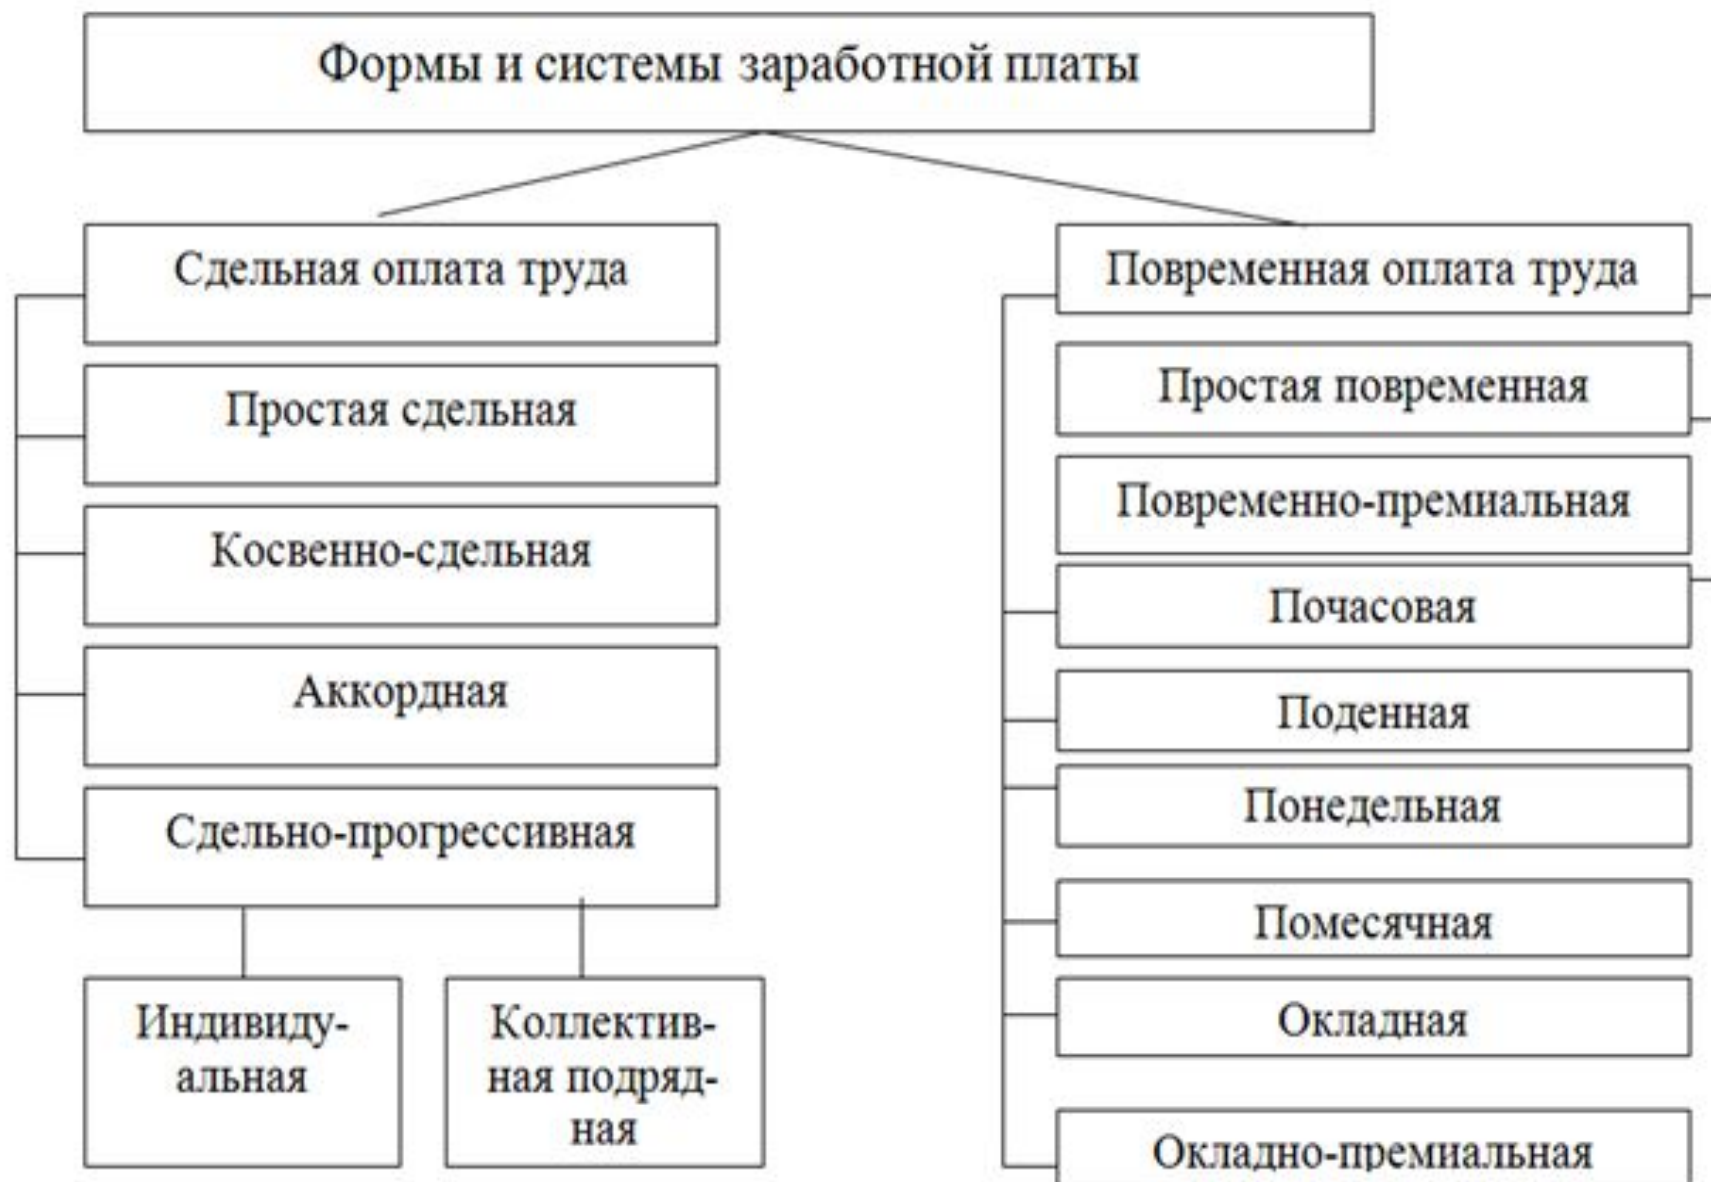 Формы и системы заработной платы
Сдельная оплата труда
Простая сдельная
Косвенно-сдельная
Аккордная
Сдельно-прогрессивная
Индивиду-
альная
Коллектив-
ная подряд-
ная
Повременная оплата труда
Простая повременная
Повременно-премиальная
Почасовая
Поденная
Понедельная
Помесячная
Окладная
Окладно-премиальная